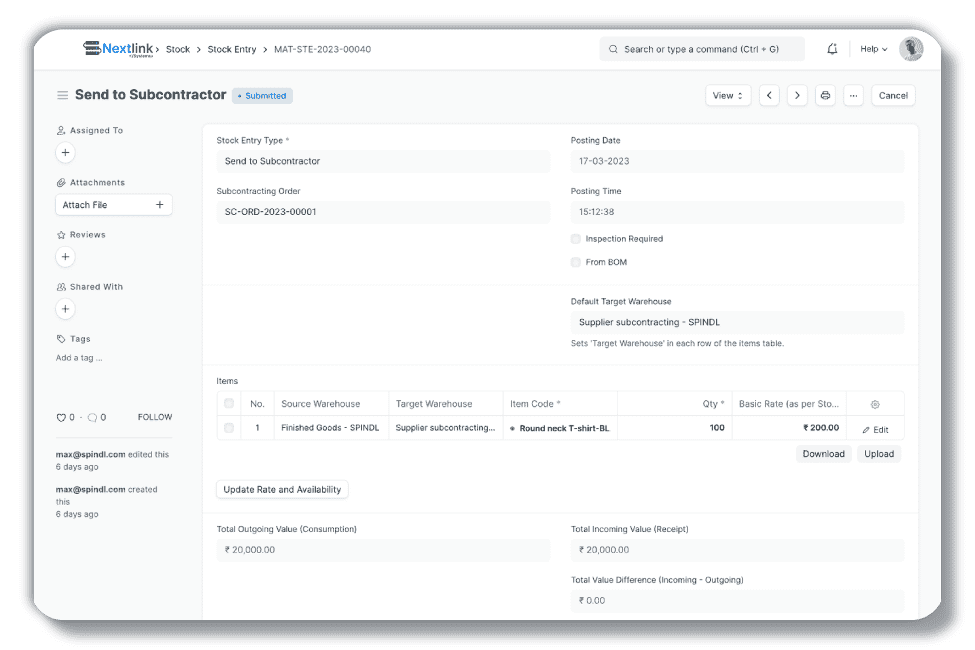 Nextlink › Stock › Stock Entry › MAT-STE-2023-00040
Search or type a command (Ctrl + G)
Help
Send to Subcontractor
• Submitted
View
...
Cancel
Assigned To
+
Attachments
Attach File +
Reviews
+
Shared With
+
Tags
Add a tag ...
0 · 0 FOLLOW
max@spindl.com edited this
6 days ago
max@spindl.com created
this
6 days ago
Stock Entry Type *
Send to Subcontractor
Subcontracting Order
SC-ORD-2023-00001
Posting Date
17-03-2023
Posting Time
15:12:38
Inspection Required
From BOM
Default Target Warehouse
Supplier subcontracting - SPINDL
Sets 'Target Warehouse' in each row of the items table.
Items
No. Source Warehouse Target Warehouse Item Code * Qty * Basic Rate (as per Sto...
1 Finished Goods - SPINDL Supplier subcontracting... • Round neck T-shirt-BL 100 ₹ 200.00 Edit
Download Upload
Update Rate and Availability
Total Outgoing Value (Consumption)
₹ 20,000.00
Total Incoming Value (Receipt)
₹ 20,000.00
Total Value Difference (Incoming - Outgoing)
₹ 0.00